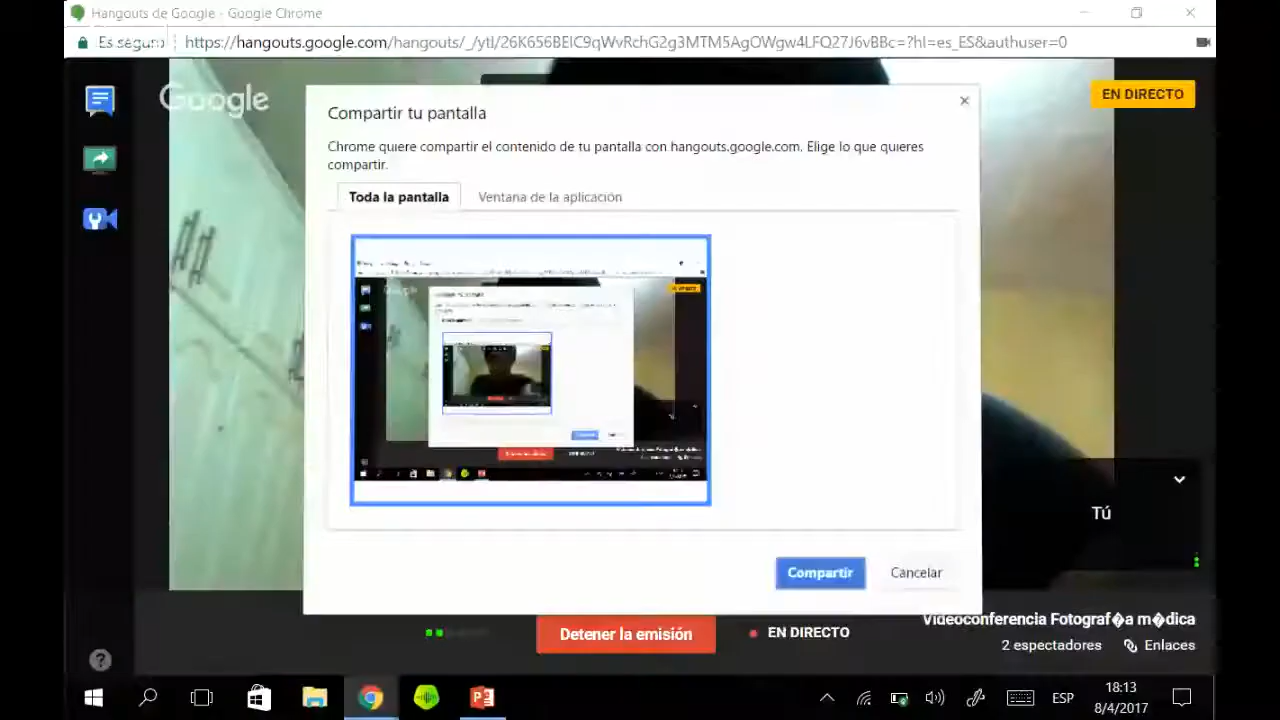 Hangouts de Google - Google Chrome
Es seguro https://hangouts.google.com/hangouts/_/ytl/26K656BEIC9qWvRchG2g3MTM5AgOWgw4LFQ27J6vBBc=?hl=es_ES&authuser=0
Google
EN DIRECTO
Compartir tu pantalla
Chrome quiere compartir el contenido de tu pantalla con hangouts.google.com. Elige lo que quieres
compartir.
Toda la pantalla Ventana de la aplicación
Tú
Compartir Cancelar
Videoconferencia Fotograf�a m�dica
Detener la emisión EN DIRECTO
2 espectadores Enlaces
ESP
18:13
8/4/2017